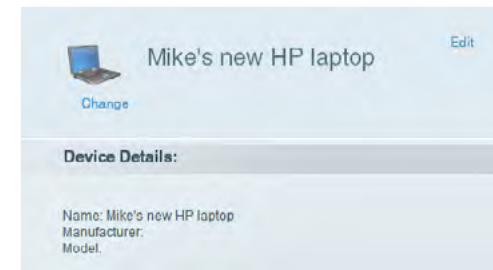 Mike's new HP laptop
Edit
Change
Device Details:
Name: Mike's new HP laptop
Manufacturer:
Model.